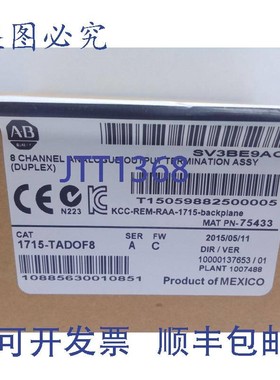 盗图必究
AB
SV3BE9AC
8 CHANNEL ANALOGUE OUTPUT TERMINATION ASSY
(DUPLEX)
JTT1368
T15059882500005
CE
N223
KCC-REM-RAA-1715-backplane
MAT PN-75433
CAT
SER
FW
2015/05/11
1715-TADOF8
A
C
DIR / VER
10000137653 / 01
PLANT 1007486
10885630010851
Product of MEXICO
可开发票 顺丰包邮